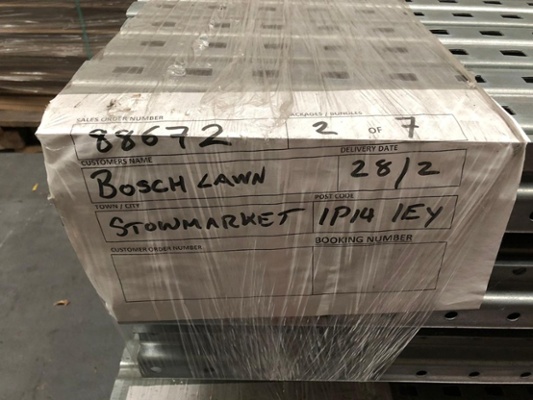 SALES ORDER NUMBER PACKAGES / BUNDLES
88672 2 OF 7
CUSTOMERS NAME DELIVERY DATE
BOSCH LAWN 28/2
TOWN / CITY POST CODE
STOWMARKET IP14 1EY
CUSTOMER ORDER NUMBER BOOKING NUMBER